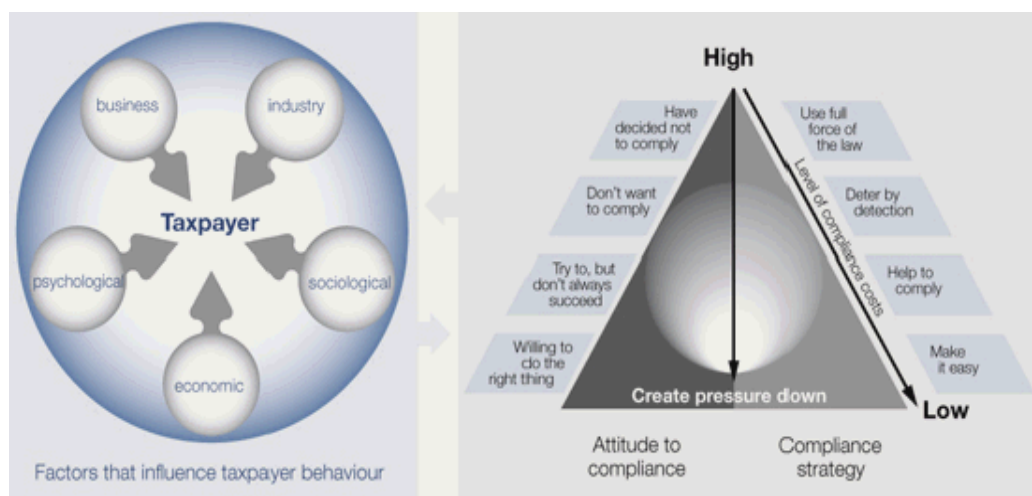 business
industry
Taxpayer
psychological
sociological
economic
Factors that influence taxpayer behaviour
High
Have
decided not
to comply
Don't want
to comply
Try to, but
don't always
succeed
Willing to
do the
right thing
Use full
force of
the law
Deter by
detection
Help to
comply
Make
it easy
Level of compliance costs
Create pressure down
Low
Attitude to
compliance
Compliance
strategy